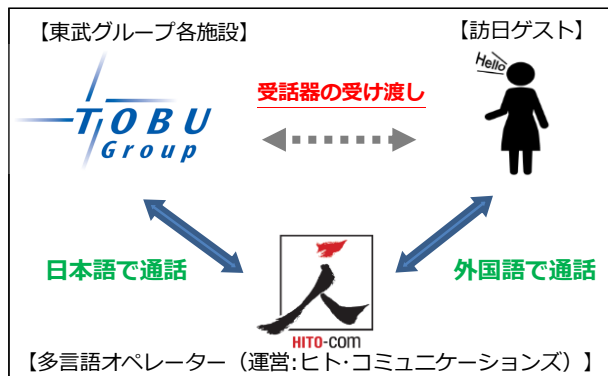 【東武グループ各施設】
【訪日ゲスト】
Hello
受話器の受け渡し
TOBU
Group
日本語で通話
外国語で通話
人
HITO-com
【多言語オペレーター（運営:ヒト･コミュニケーションズ）】